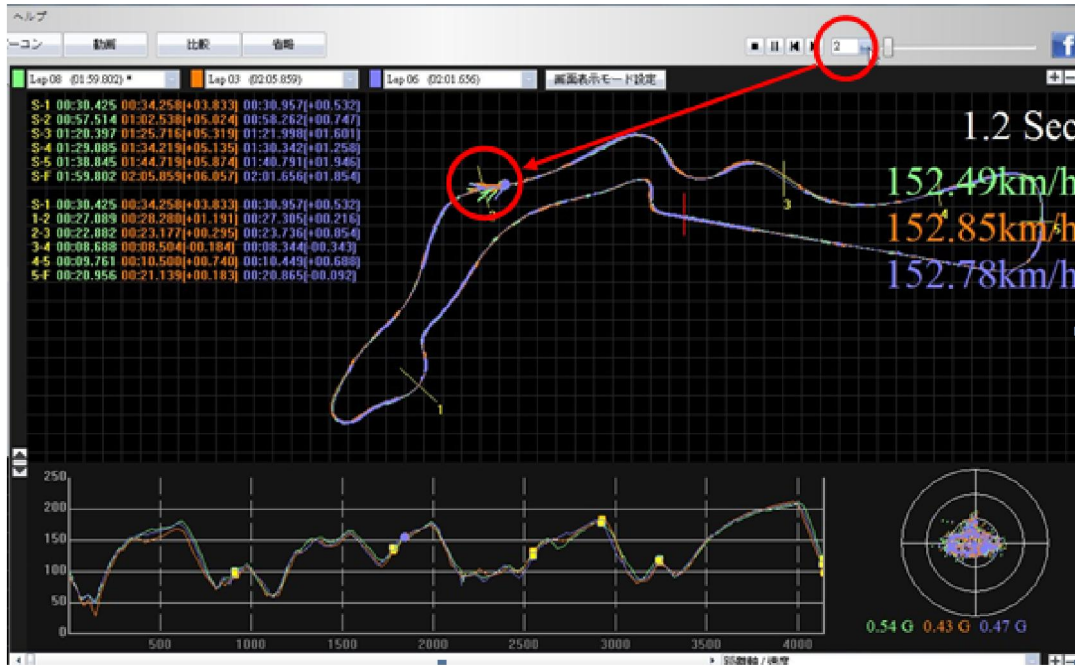 ヘルプ
ーコン 動画 比較 省略 2 f
Lap 08 (01:59.802) * Lap 03 (02:05.859) Lap 06 (02:01.656) 画面表示モード設定
S-1 00:30.425 00:34.258[+03.833] 00:30.957[+00.532]
S-2 00:57.514 01:02.538[+05.024] 00:58.262[+00.747]
S-3 01:20.397 01:25.716[+05.319] 01:21.998[+01.601]
S-4 01:29.085 01:34.219[+05.135] 01:30.342[+01.258]
S-5 01:38.845 01:44.719[+05.874] 01:40.791[+01.946]
S-F 01:59.802 02:05.859[+06.057] 02:01.656[+01.854]
S-1 00:30.425 00:34.258[+03.833] 00:30.957[+00.532]
1-2 00:27.089 00:28.280[+01.191] 00:27.305[+00.216]
2-3 00:22.882 00:23.177[+00.295] 00:23.736[+00.854]
3-4 00:08.688 00:08.504[-00.184] 00:08.344[-00.343]
4-5 00:09.761 00:10.500[+00.740] 00:10.449[+00.688]
5-F 00:20.956 00:21.139[+00.183] 00:20.865[-00.092]
1.2 Sec
152.49km/h
152.85km/h
152.78km/h
2
3
4
5
1
250
200
150
100
50
0
500 1000 1500 2000 2500 3000 3500 4000
0.54 G 0.43 G 0.47 G
距離軸 / 速度